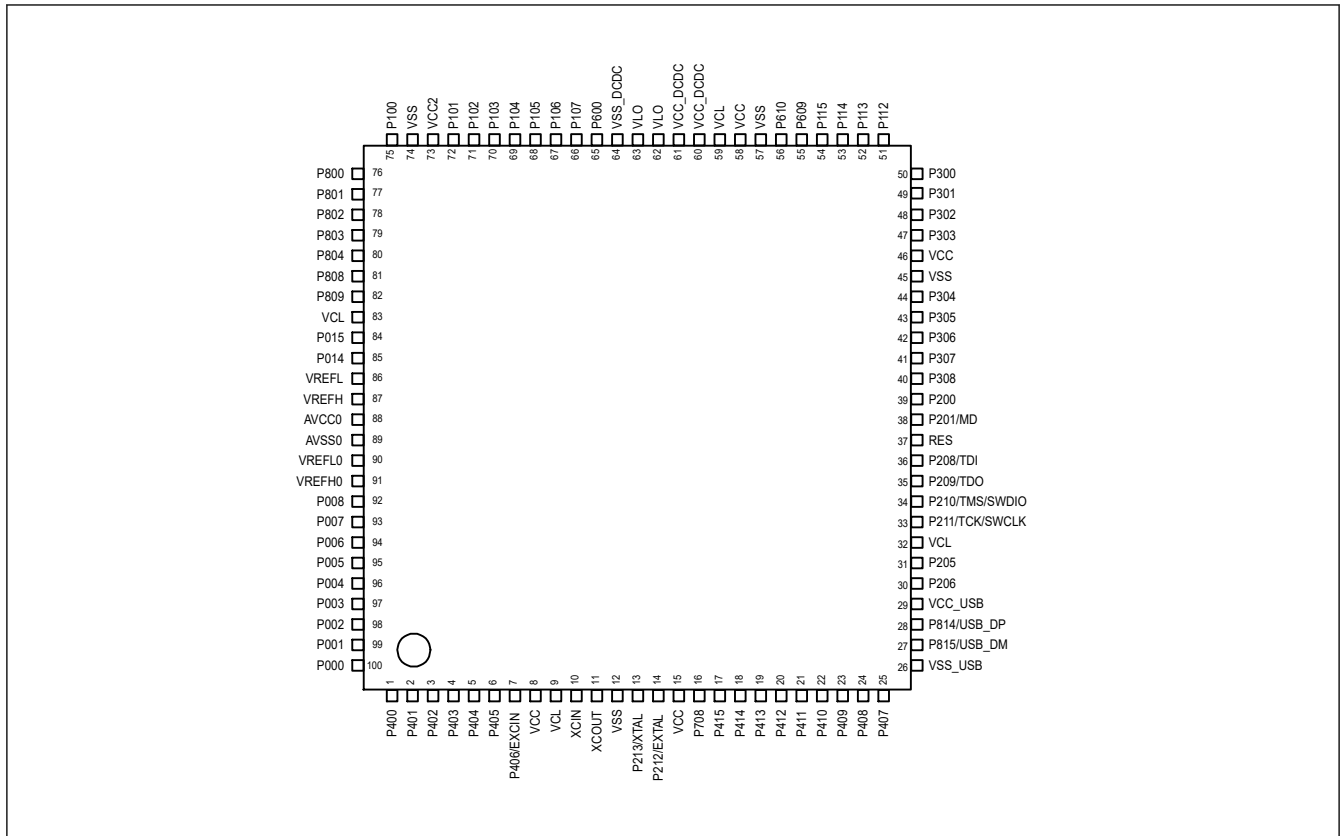 P100 VSS VCC2 P101 P102 P103 P104 P105 P106 P107 P600 VSS_DCDC VLO VLO VCC_DCDC VCC_DCDC VCL VCC VSS P610 P609 P115 P114 P113 P112
75 74 73 72 71 70 69 68 67 66 65 64 63 62 61 60 59 58 57 56 55 54 53 52 51
P800 76 50 P300
P801 77 49 P301
P802 78 48 P302
P803 79 47 P303
P804 80 46 VCC
P808 81 45 VSS
P809 82 44 P304
VCL 83 43 P305
P015 84 42 P306
P014 85 41 P307
VREFL 86 40 P308
VREFH 87 39 P200
AVCC0 88 38 P201/MD
AVSS0 89 37 RES
VREFL0 90 36 P208/TDI
VREFH0 91 35 P209/TDO
P008 92 34 P210/TMS/SWDIO
P007 93 33 P211/TCK/SWCLK
P006 94 32 VCL
P005 95 31 P205
P004 96 30 P206
P003 97 29 VCC_USB
P002 98 28 P814/USB_DP
P001 99 27 P815/USB_DM
P000 100 26 VSS_USB
1 2 3 4 5 6 7 8 9 10 11 12 13 14 15 16 17 18 19 20 21 22 23 24 25
P400 P401 P402 P403 P404 P405 P406/EXCIN VCC VCL XCIN XCOUT VSS P213/XTAL P212/EXTAL VCC P708 P415 P414 P413 P412 P411 P410 P409 P408 P407